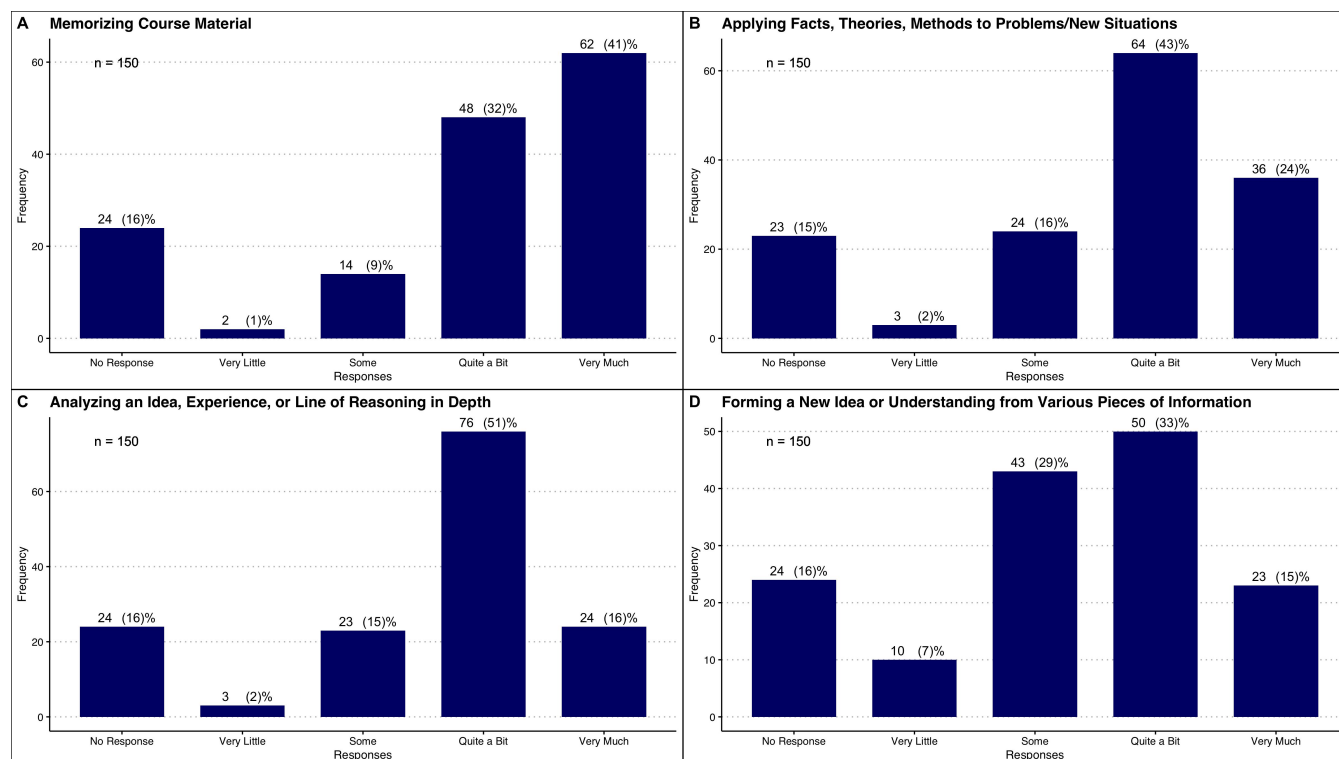 A Memorizing Course Material
n = 150
Frequency
60
40
20
0
24 (16)%
2 (1)%
14 (9)%
48 (32)%
62 (41)%
No Response Very Little Some Quite a Bit Very Much
Responses
B Applying Facts, Theories, Methods to Problems/New Situations
n = 150
Frequency
60
40
20
0
23 (15)%
3 (2)%
24 (16)%
64 (43)%
36 (24)%
No Response Very Little Some Quite a Bit Very Much
Responses
C Analyzing an Idea, Experience, or Line of Reasoning in Depth
n = 150
Frequency
60
40
20
0
24 (16)%
3 (2)%
23 (15)%
76 (51)%
24 (16)%
No Response Very Little Some Quite a Bit Very Much
Responses
D Forming a New Idea or Understanding from Various Pieces of Information
n = 150
Frequency
50
40
30
20
10
0
24 (16)%
10 (7)%
43 (29)%
50 (33)%
23 (15)%
No Response Very Little Some Quite a Bit Very Much
Responses